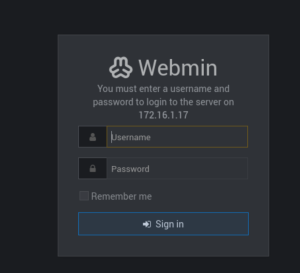 Webmin
You must enter a username and
password to login to the server on
172.16.1.17
Username
Password
Remember me
Sign in